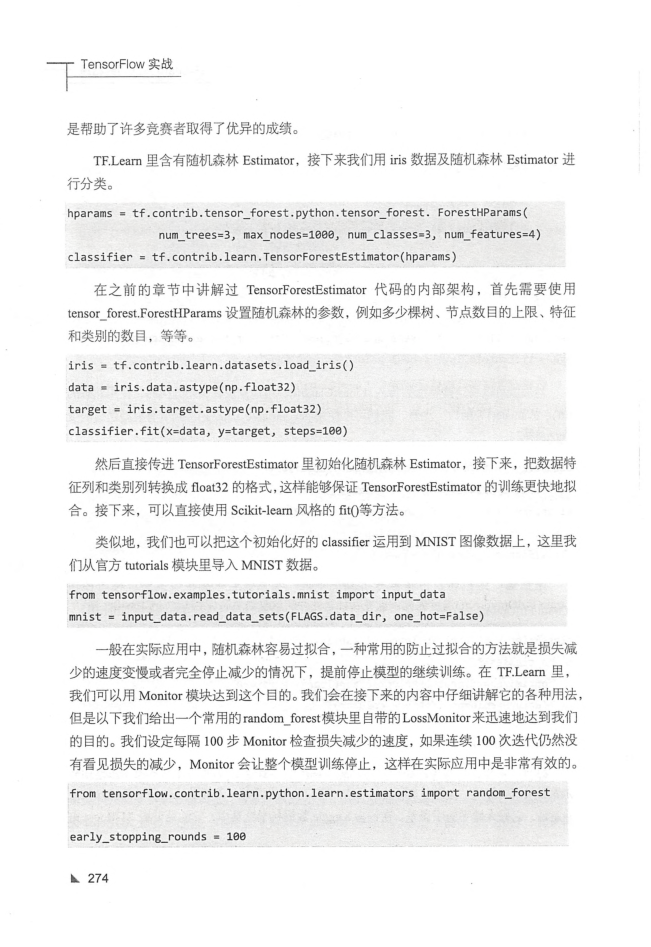 TensorFlow 实战
是帮助了许多竞赛者取得了优异的成绩。
TF.Learn 里含有随机森林 Estimator，接下来我们用 iris 数据及随机森林 Estimator 进
行分类。
hparams = tf.contrib.tensor_forest.python.tensor_forest. ForestHParams(
num_trees=3, max_nodes=1000, num_classes=3, num_features=4)
classifier = tf.contrib.learn.TensorForestEstimator(hparams)
在之前的章节中讲解过 TensorForestEstimator 代码的内部架构，首先需要使用
tensor_forest.ForestHParams 设置随机森林的参数，例如多少棵树、节点数目的上限、特征
和类别的数目，等等。
iris = tf.contrib.learn.datasets.load_iris()
data = iris.data.astype(np.float32)
target = iris.target.astype(np.float32)
classifier.fit(x=data, y=target, steps=100)
然后直接传进 TensorForestEstimator 里初始化随机森林 Estimator，接下来，把数据特
征列和类别列转换成 float32 的格式，这样能够保证 TensorForestEstimator 的训练更快地拟
合。接下来，可以直接使用 Scikit-learn 风格的 fit()等方法。
类似地，我们也可以把这个初始化好的 classifier 运用到 MNIST 图像数据上，这里我
们从官方 tutorials 模块里导入 MNIST 数据。
from tensorflow.examples.tutorials.mnist import input_data
mnist = input_data.read_data_sets(FLAGS.data_dir, one_hot=False)
一般在实际应用中，随机森林容易过拟合，一种常用的防止过拟合的方法就是损失减
少的速度变慢或者完全停止减少的情况下，提前停止模型的继续训练。在 TF.Learn 里，
我们可以用 Monitor 模块达到这个目的。我们会在接下来的内容中仔细讲解它的各种用法，
但是以下我们给出一个常用的 random_forest 模块里自带的 LossMonitor 来迅速地达到我们
的目的。我们设定每隔 100 步 Monitor 检查损失减少的速度，如果连续 100 次迭代仍然没
有看见损失的减少，Monitor 会让整个模型训练停止，这样在实际应用中是非常有效的。
from tensorflow.contrib.learn.python.learn.estimators import random_forest
early_stopping_rounds = 100
274